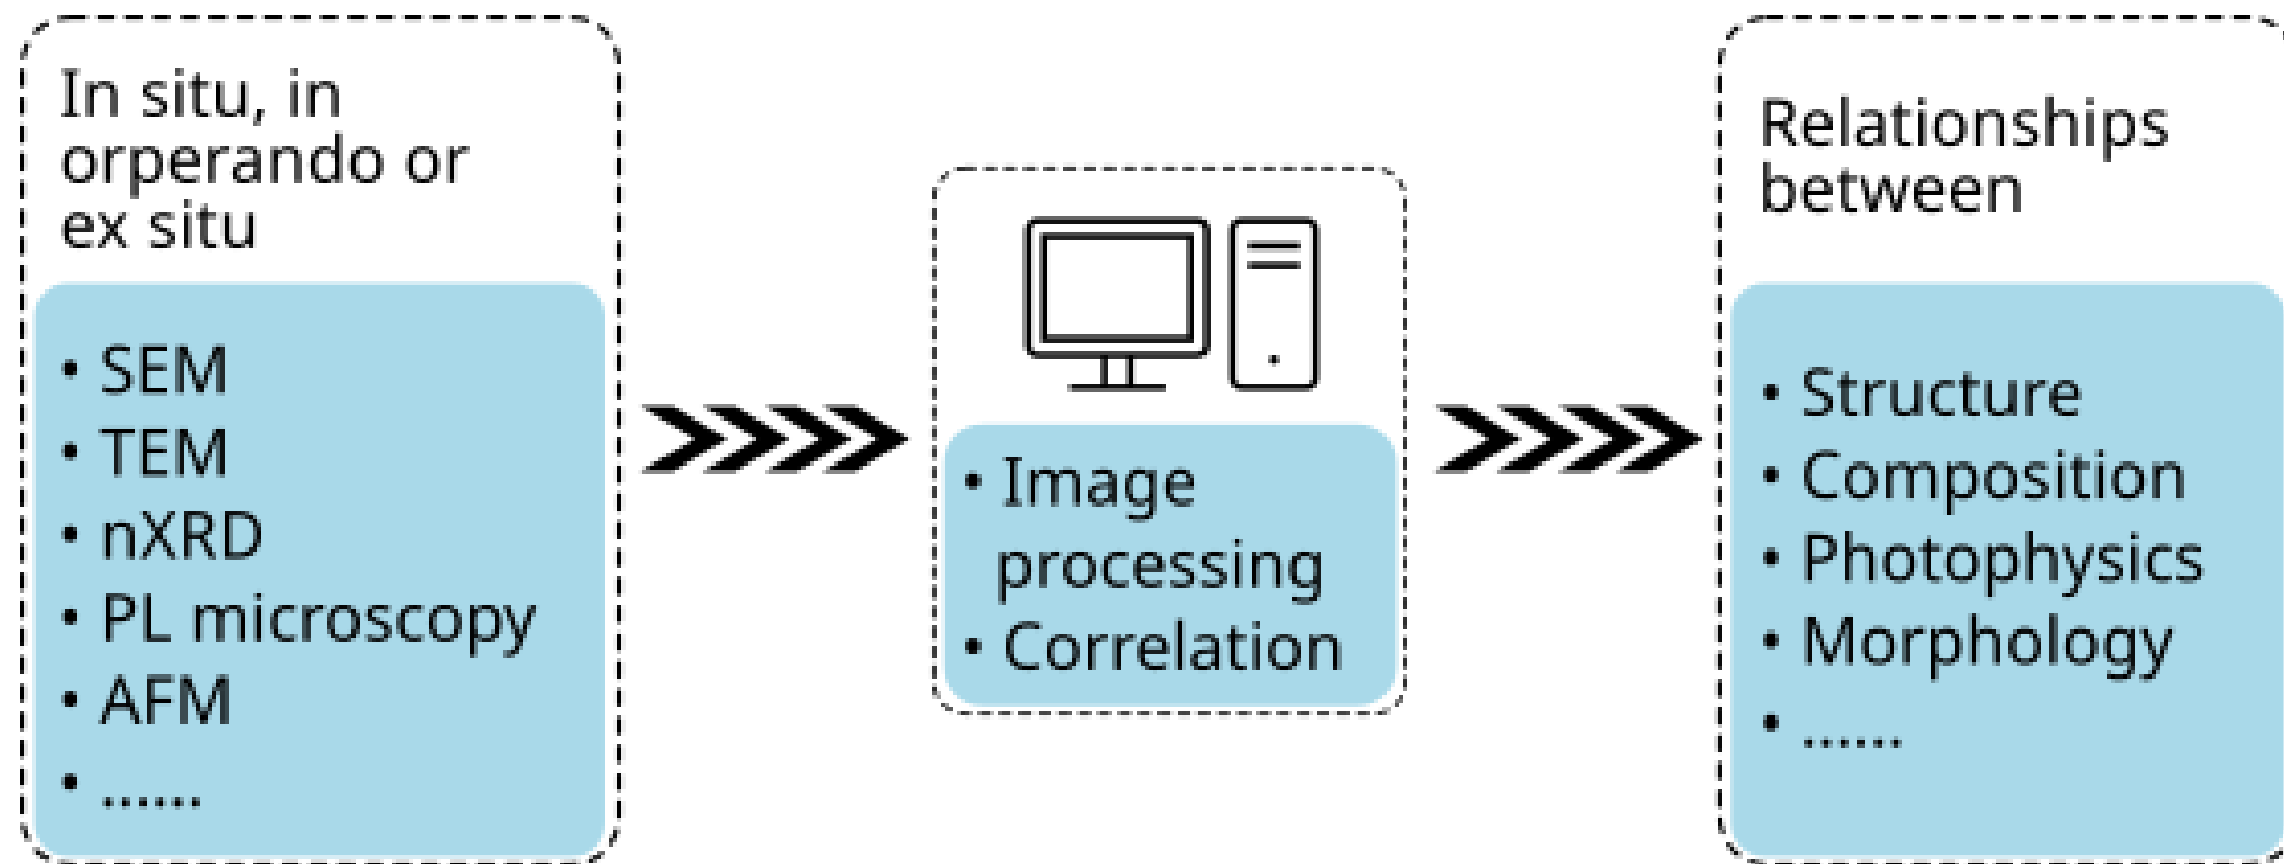 In situ, in
orperando or
ex situ
• SEM
• TEM
• nXRD
• PL microscopy
• AFM
• ......
• Image
processing
• Correlation
Relationships
between
• Structure
• Composition
• Photophysics
• Morphology
• ......